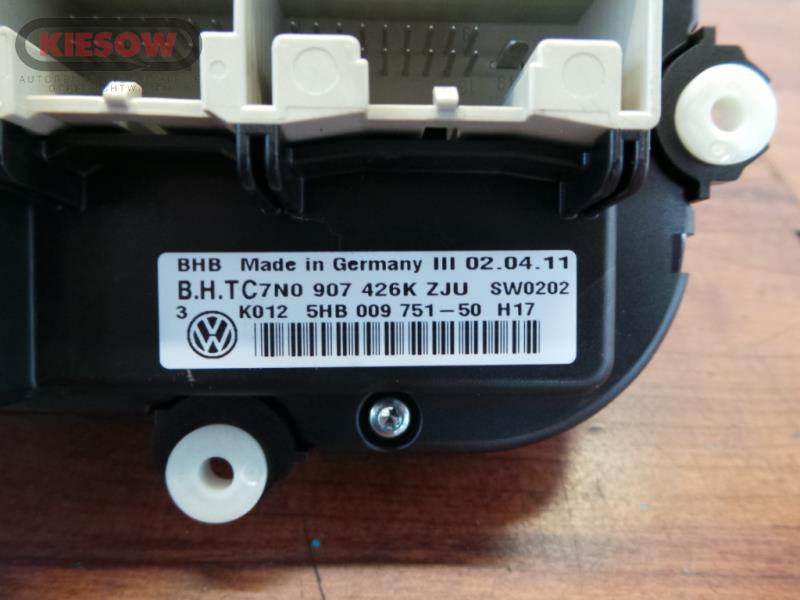 KIESOW
BHB Made in Germany III 02.04.11
B.H.TC7N0 907 426K ZJU SW0202
3 K012 5HB 009 751-50 H17
VW